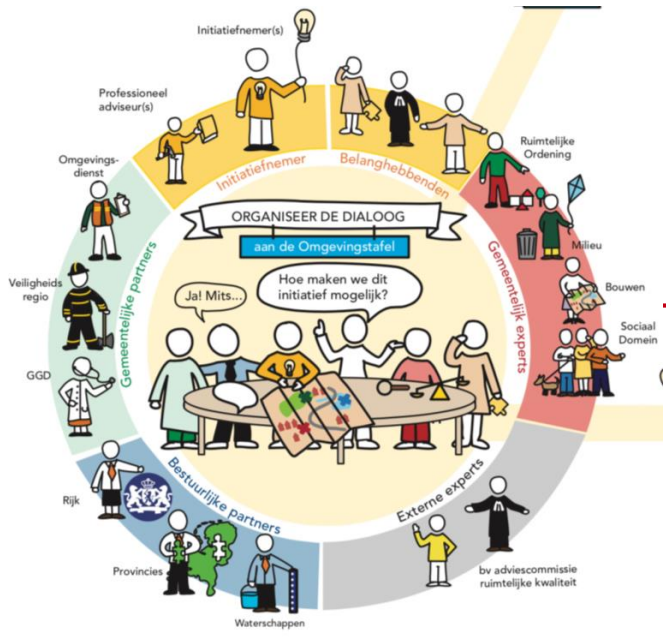 Initiatiefnemer(s)
Professioneel
adviseur(s)
Omgevings-
dienst
Veiligheids
regio
GGD
Rijk
Provincies
Waterschappen
Ruimtelijke
Ordening
Milieu
Bouwen
Sociaal
Domein
bv adviescommissie
ruimtelijke kwaliteit
Initiatiefnemer
Belanghebbenden
Gemeentelijk experts
Externe experts
Bestuurlijke partners
Gemeentelijke partners
ORGANISEER DE DIALOOG
aan de Omgevingstafel
Ja! Mits...
Hoe maken we dit
initiatief mogelijk?